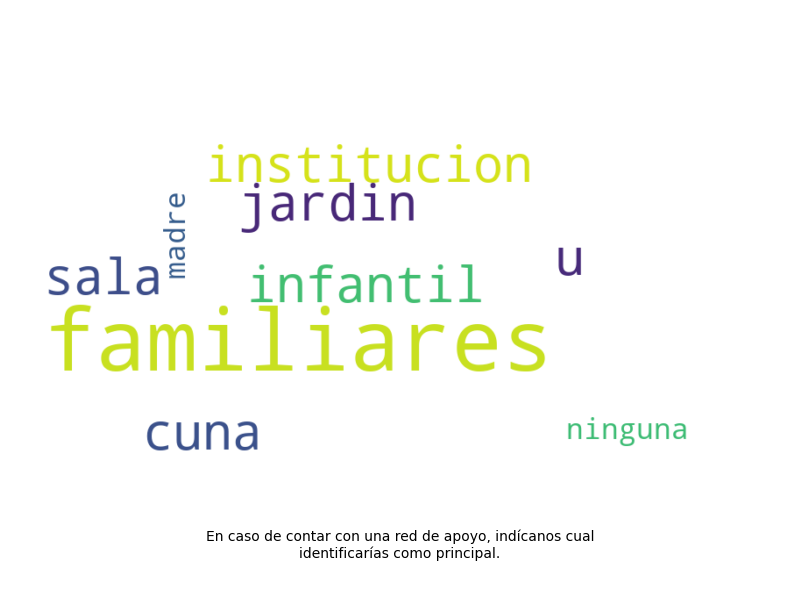 institucion
jardin
madre
u
sala
infantil
familiares
cuna
ninguna
En caso de contar con una red de apoyo, indícanos cual
identificarías como principal.